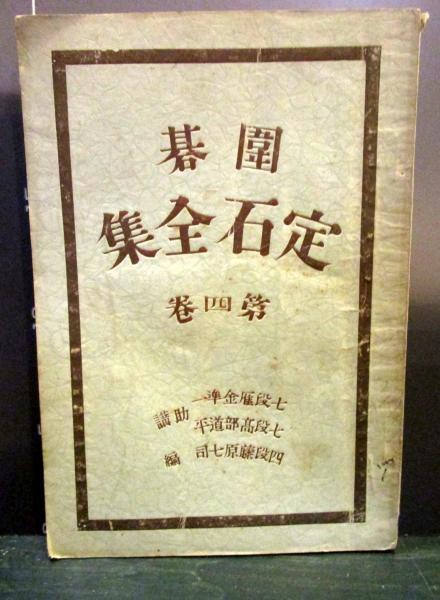 圍碁
定石全集
第四卷
七段雁金準一
七段高部道平
助講
四段藤原七司
編